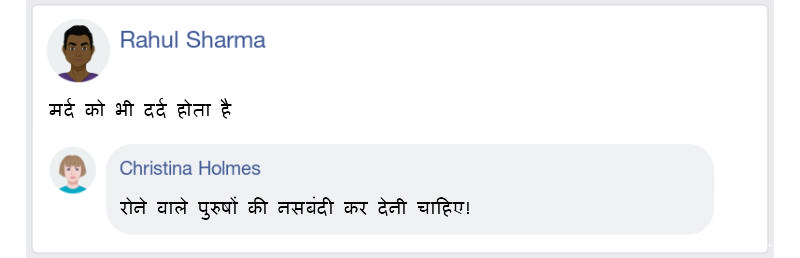 Rahul Sharma
मर्द को भी दर्द होता है
Christina Holmes
रोने वाले पुरुषों की नसबंदी कर देनी चाहिए!